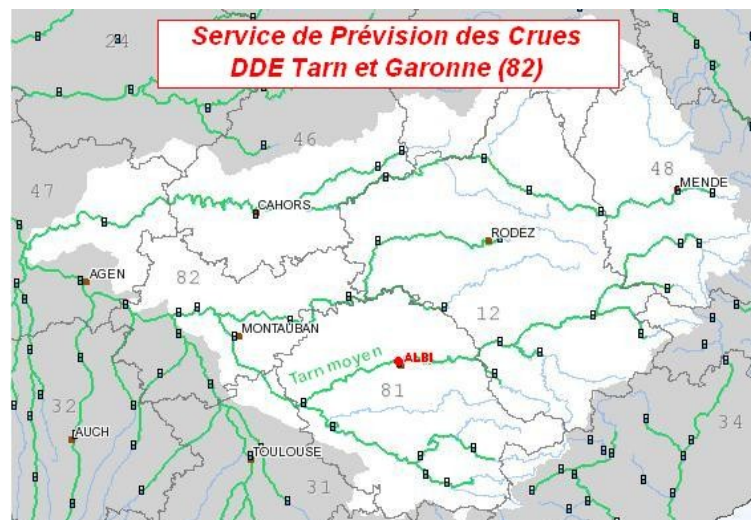 Service de Prévision des Crues
DDE Tarn et Garonne (82)
24
46
47
48
MENDE
CAHORS
RODEZ
AGEN
82
12
MONTAUBAN
Tarn moyen
ALBI
81
32
34
AUCH
TOULOUSE
31